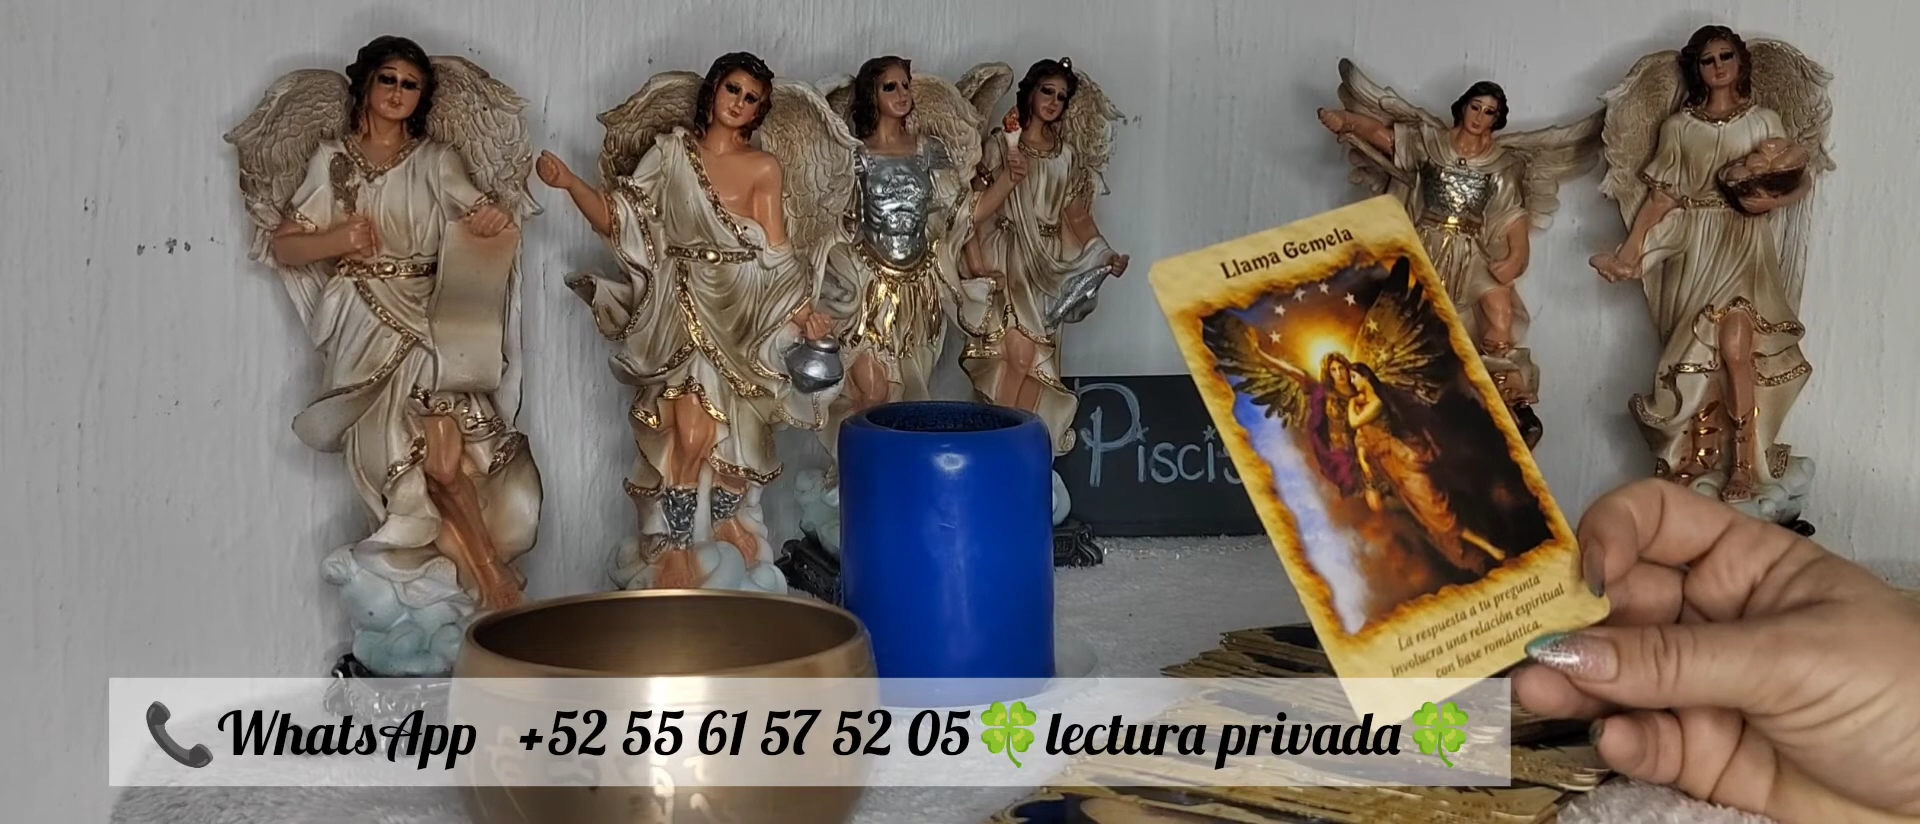 Llama Gemela
Piscis
La respuesta a tu pregunta
involucra una relación espiritual
con base romántica.
WhatsApp +52 55 61 57 52 05🍀lectura privada🍀